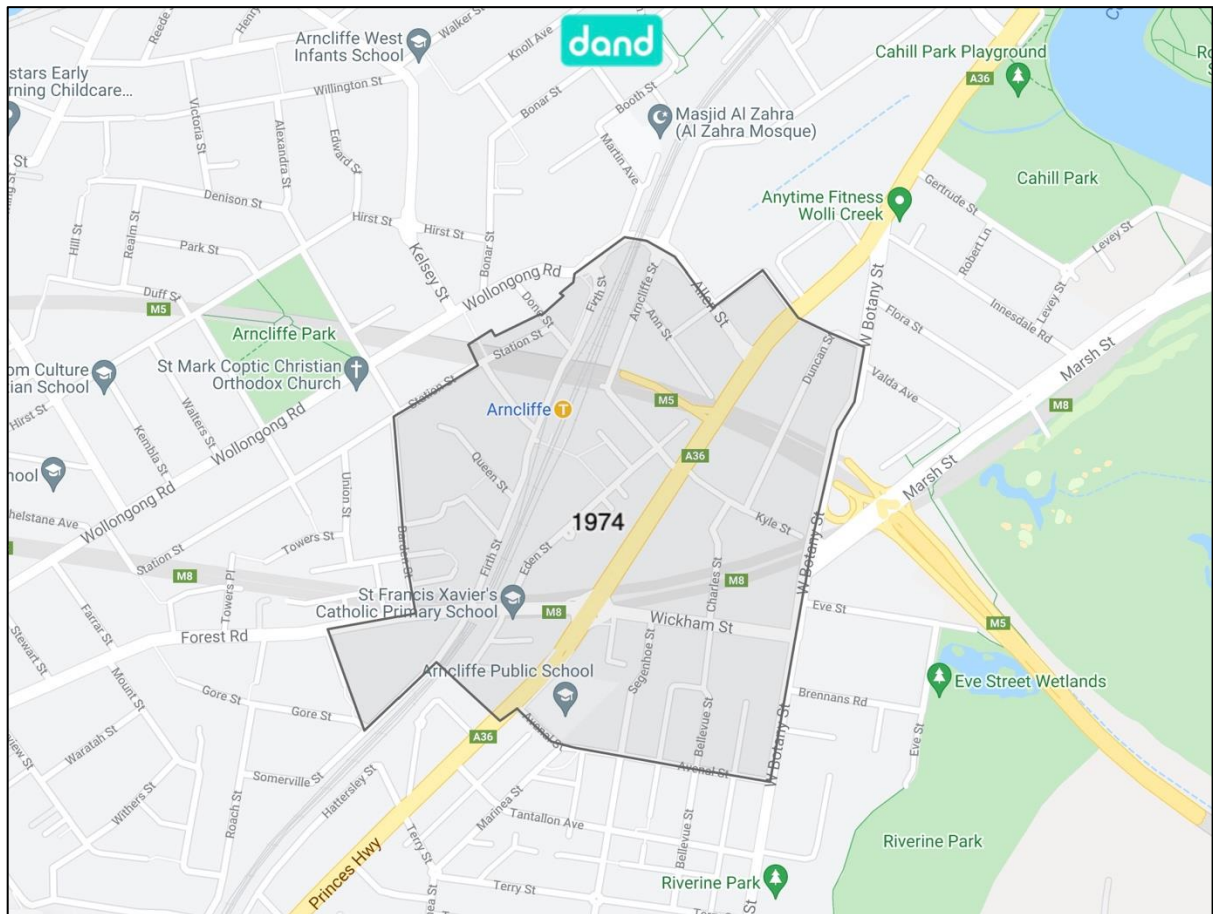 dand
Reede
Henry
Walker St
Knoll Ave
Arncliffe West
Infants School
Cahill Park Playground
A36
stars Early
rning Childcare...
Willington St
Bonar St
Booth St
Masjid Al Zahra
(Al Zahra Mosque)
Victoria St
Alexandra St
Edward St
Martin Ave
Cahill Park
Gertrude St
Anytime Fitness
Wolli Creek
Denison St
Hirst St
Hirst St
Robert Ln
Levey St
Hill St
Realm St
Park St
Kelsey St
Bonar St
Wollongong Rd
Firth St
Arncliffe St
Allen St
W Botany St
Levey St
Innesdale Rd
Duff St
M5
Done St
Ann St
Flora St
Arncliffe Park
Station St
Duncan St
Marsh St
St Mark Coptic Christian
Orthodox Church
om Culture
ian School
Station St
Valda Ave
M8
Hirst St
Walters St
Wollongong Rd
Arncliffe
M5
Kembla St
A36
Marsh St
hool
Union St
Queen St
1974
Kyle St
helstane Ave
Wollongong Rd
Towers St
Barden St
Firth St
Eden St
Station St
M8
Towers Pl
St Francis Xavier's
Catholic Primary School
M8
Charles St
M8
W Botany St
Eve St
M5
Farrar St
Forest Rd
Wickham St
Stewart St
Mount St
Arncliffe Public School
Segenhoe St
Eve Street Wetlands
Gore St
Gore St
Bellevue St
Brennans Rd
Waratah St
A36
Avenal St
Eve St
Avenal St
W Botany St
Somerville St
Withers St
Roach St
Hattersley St
Marinea St
Tantallon Ave
Bellevue St
Princes Hwy
Terry St
Riverine Park
Terry St
Riverine Park
Terry St